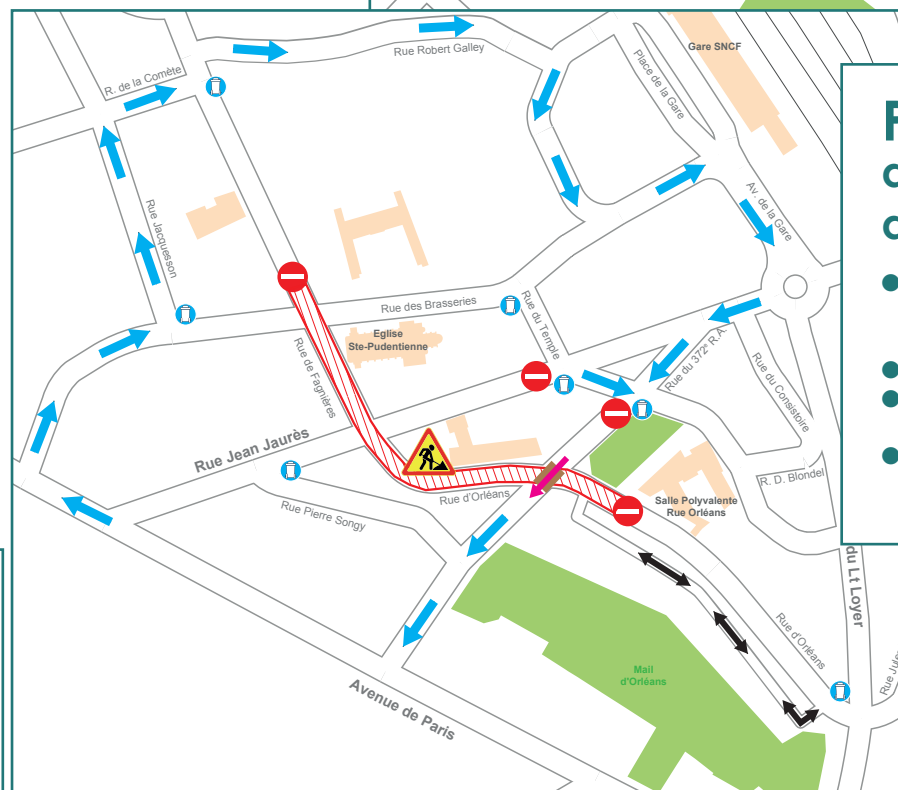 Rue Robert Galley
Gare SNCF
Place de la Gare
R. de la Comète
Av. de la Gare
Rue Jacquesson
Rue des Brasseries
Rue du Temple
Eglise
Ste-Pudentienne
Rue de Fagnières
Rue du 372e R.A.
Rue du Consistoire
Rue Jean Jaurès
R. D. Blondel
Rue d'Orléans
Salle Polyvalente
Rue Orléans
Rue Pierre Songy
du Lt Loyer
Rue d'Orléans
Mail
d'Orléans
Avenue de Paris